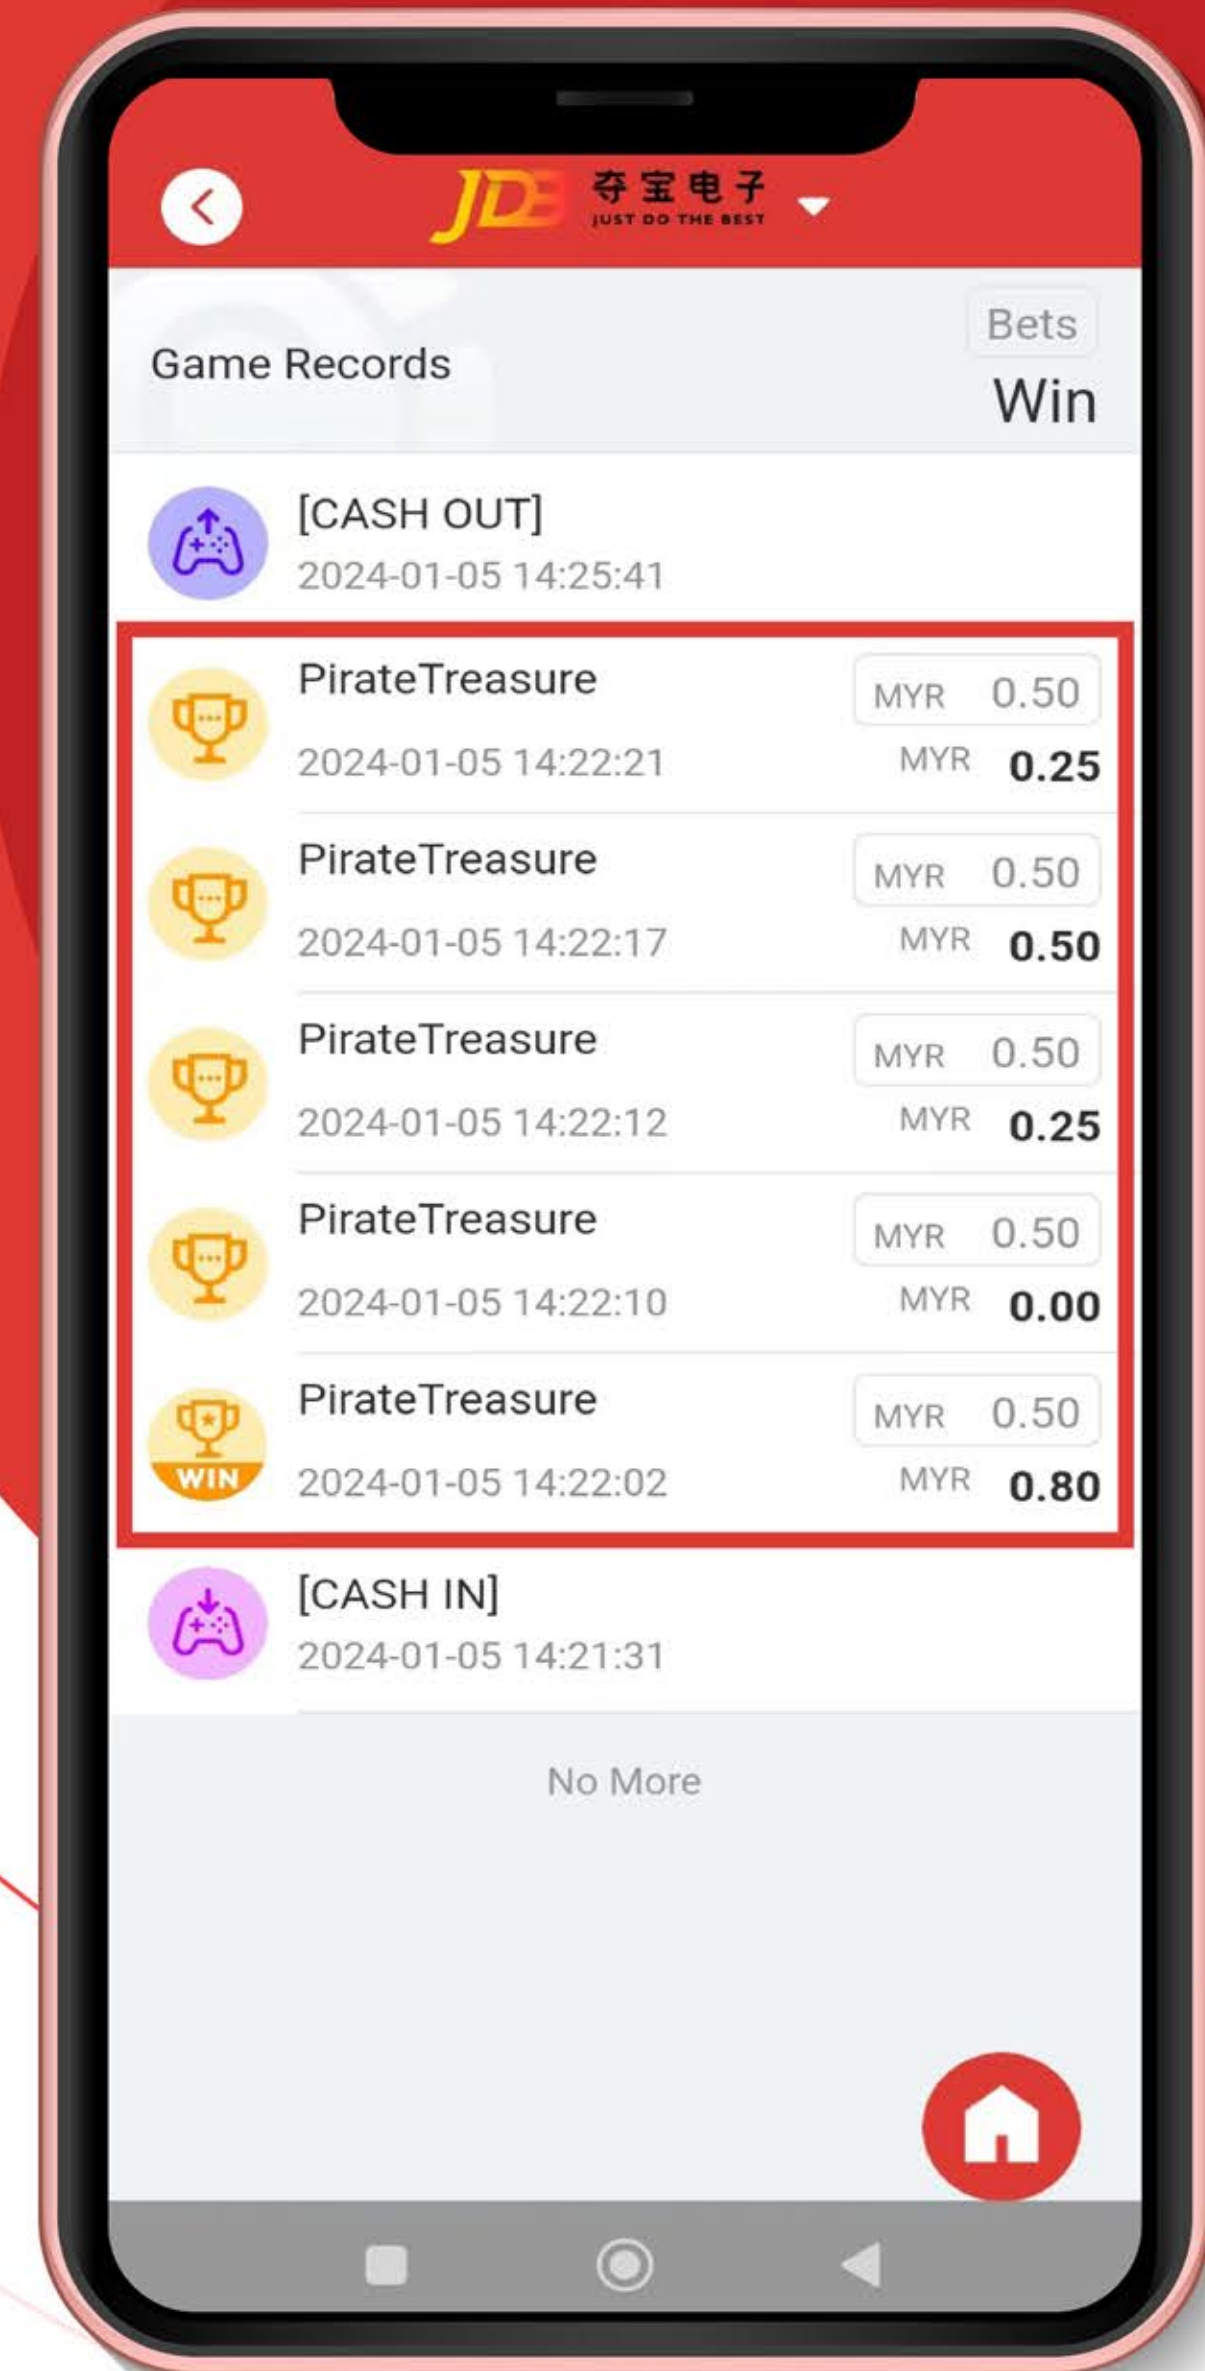 JDB 夺宝电子
JUST DO THE BEST
Bets
Game Records
Win
[CASH OUT]
2024-01-05 14:25:41
PirateTreasure MYR 0.50
2024-01-05 14:22:21 MYR 0.25
PirateTreasure MYR 0.50
2024-01-05 14:22:17 MYR 0.50
PirateTreasure MYR 0.50
2024-01-05 14:22:12 MYR 0.25
PirateTreasure MYR 0.50
2024-01-05 14:22:10 MYR 0.00
PirateTreasure MYR 0.50
WIN 2024-01-05 14:22:02 MYR 0.80
[CASH IN]
2024-01-05 14:21:31
No More